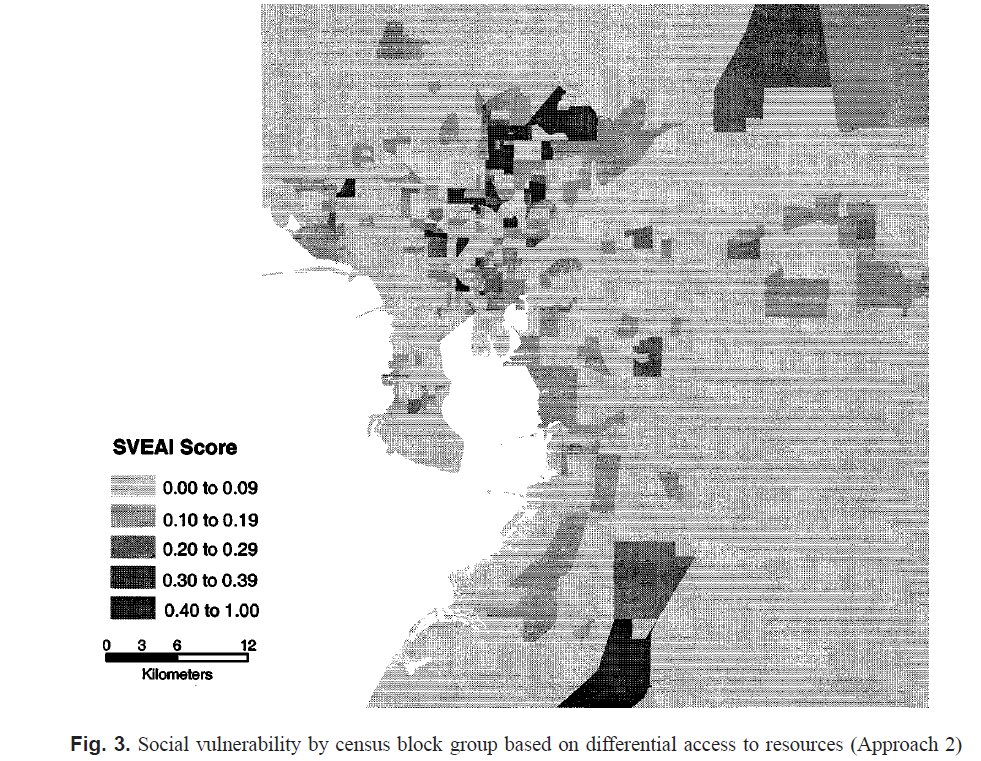 SVEAI Score
0.00 to 0.09
0.10 to 0.19
0.20 to 0.29
0.30 to 0.39
0.40 to 1.00
0 3 6 12
Kilometers
Fig. 3. Social vulnerability by census block group based on differential access to resources (Approach 2)